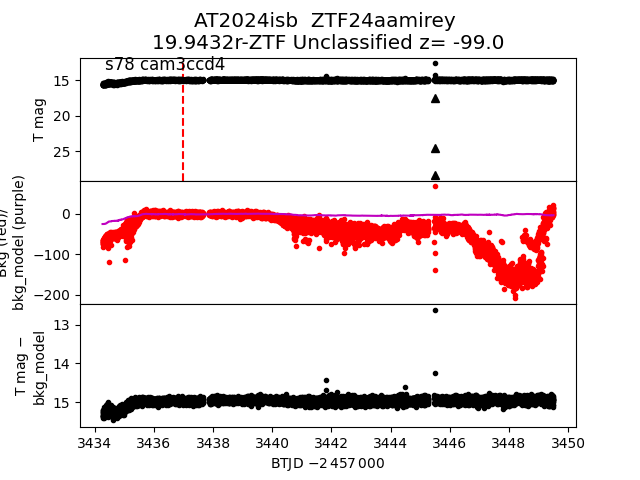 AT2024isb  ZTF24aamirey
19.9432r-ZTF Unclassified z= -99.0
s78 cam3ccd4
T mag
15
20
25
Bkg (red)/
bkg_model (purple)
0
−100
−200
T mag −
bkg_model
13
14
15
3434 3436 3438 3440 3442 3444 3446 3448 3450
BTJD −2 457 000